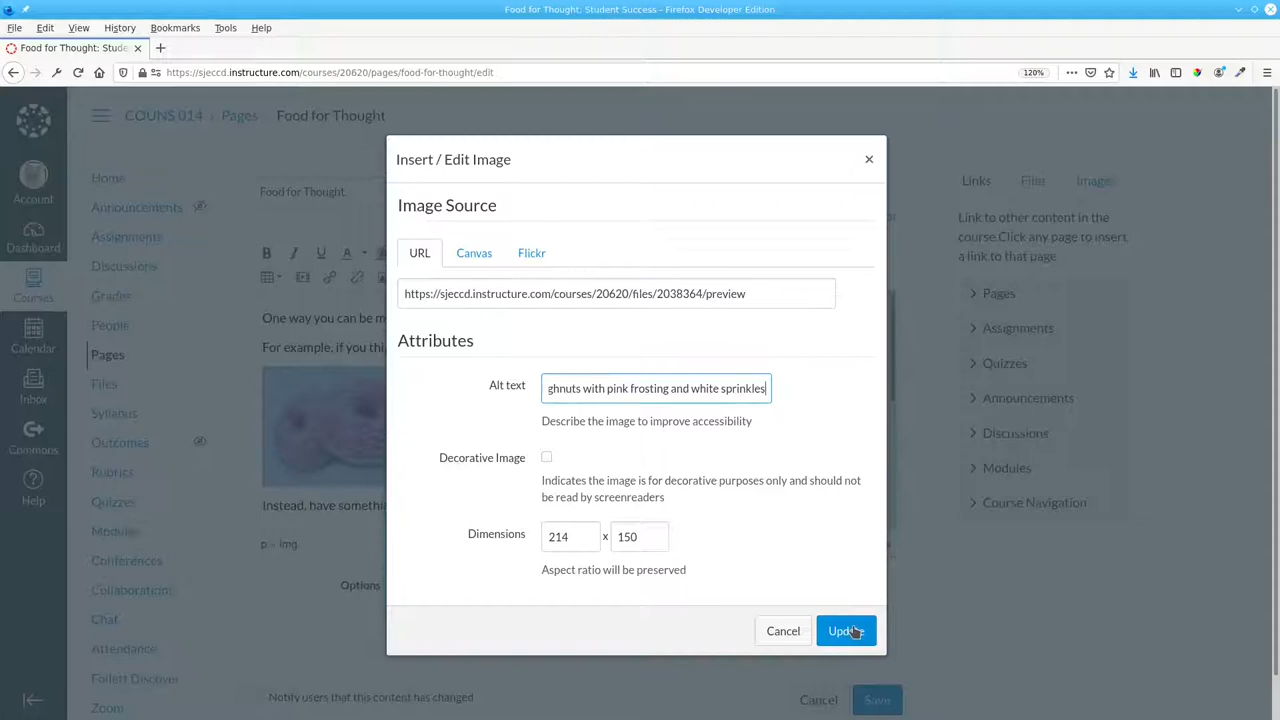 Food for Thought: Student Success - Firefox Developer Edition
File Edit View History Bookmarks Tools Help
Food for Thought: Stude
https://sjeccd.instructure.com/courses/20620/pages/food-for-thought/edit 120%
COUNS 014 Pages Food for Thought
Account
Dashboard
Courses
Calendar
Inbox
Commons
Help
Home
Announcements
Assignments
Discussions
Grades
People
Pages
Files
Syllabus
Outcomes
Rubrics
Quizzes
Modules
Conferences
Collaborations
Chat
Attendance
Follett Discover
Zoom
Food for Thought
B I U A
One way you can be m
For example, if you thi
Instead, have somethi
p » img
Options
Notify users that this content has changed
Cancel Save
Insert / Edit Image ×
Image Source
URL Canvas Flickr
https://sjeccd.instructure.com/courses/20620/files/2038364/preview
Attributes
Alt text ghnuts with pink frosting and white sprinkles
Describe the image to improve accessibility
Decorative Image
Indicates the image is for decorative purposes only and should not
be read by screenreaders
Dimensions 214 x 150
Aspect ratio will be preserved
Cancel Update
Links Files Images
Link to other content in the
course.Click any page to insert
a link to that page.
Pages
Assignments
Quizzes
Announcements
Discussions
Modules
Course Navigation